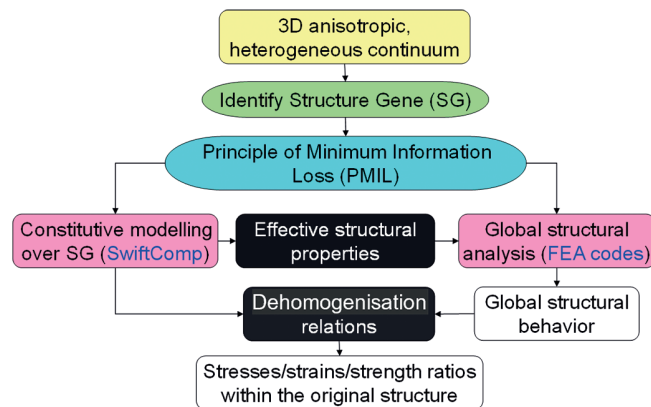 3D anisotropic,
heterogeneous continuum
Identify Structure Gene (SG)
Principle of Minimum Information
Loss (PMIL)
Constitutive modelling
over SG (SwiftComp)
Effective structural
properties
Global structural
analysis (FEA codes)
Dehomogenisation
relations
Global structural
behavior
Stresses/strains/strength ratios
within the original structure